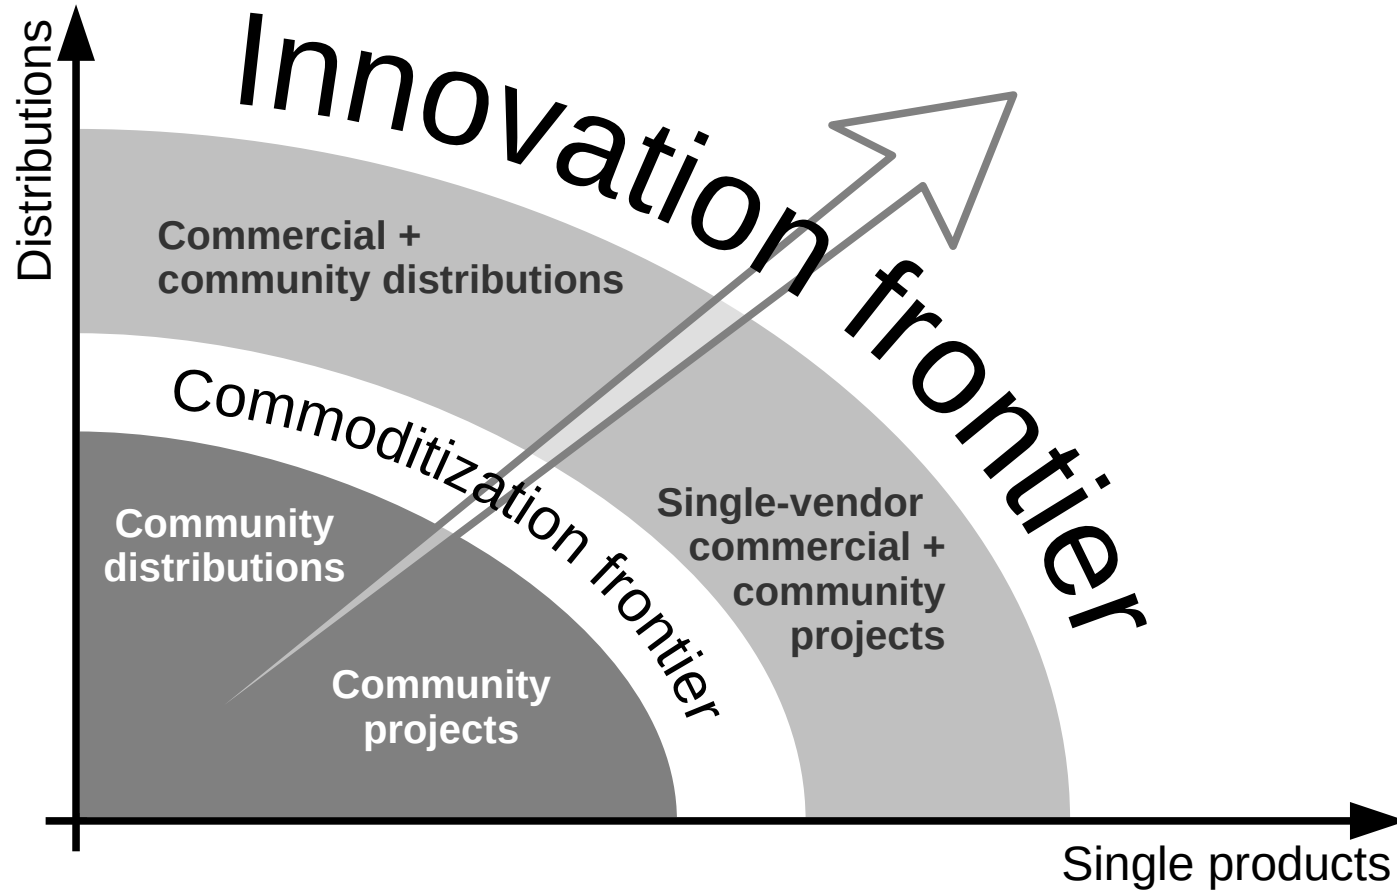 Distributions
Innovation frontier
Commercial +
community distributions
Commoditization frontier
Single-vendor
commercial +
community
projects
Community
distributions
Community
projects
Single products